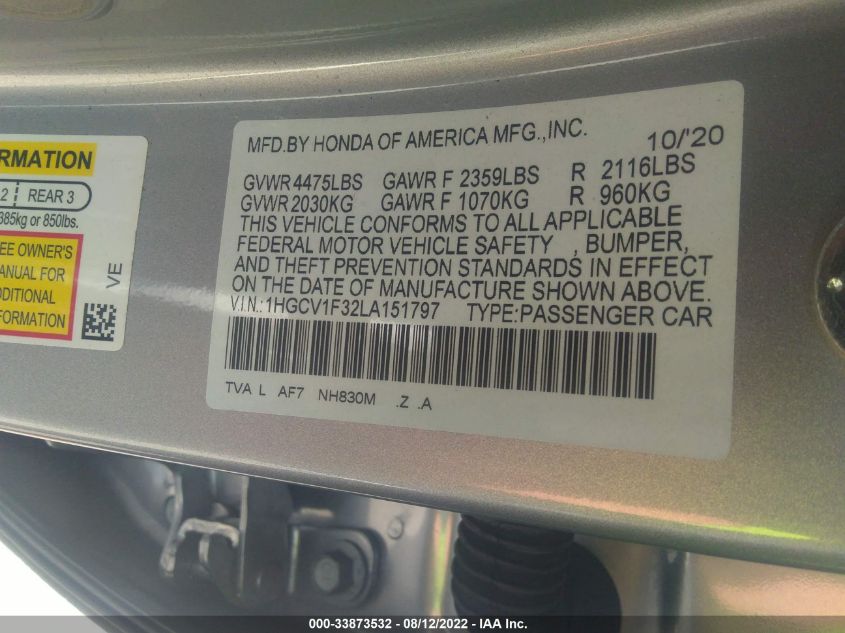 RMATION
2 REAR 3
385kg or 850lbs.
EE OWNER'S
ANUAL FOR
DDITIONAL
FORMATION
VE
MFD.BY HONDA OF AMERICA MFG.,INC. 10/'20
GVWR 4475LBS GAWR F 2359LBS R 2116LBS
GVWR 2030KG GAWR F 1070KG R 960KG
THIS VEHICLE CONFORMS TO ALL APPLICABLE
FEDERAL MOTOR VEHICLE SAFETY , BUMPER,
AND THEFT PREVENTION STANDARDS IN EFFECT
ON THE DATE OF MANUFACTURE SHOWN ABOVE.
V.I.N.:1HGCV1F32LA151797 TYPE:PASSENGER CAR
TVA L AF7 NH830M .Z .A
000-33873532 - 08/12/2022 - IAA Inc.